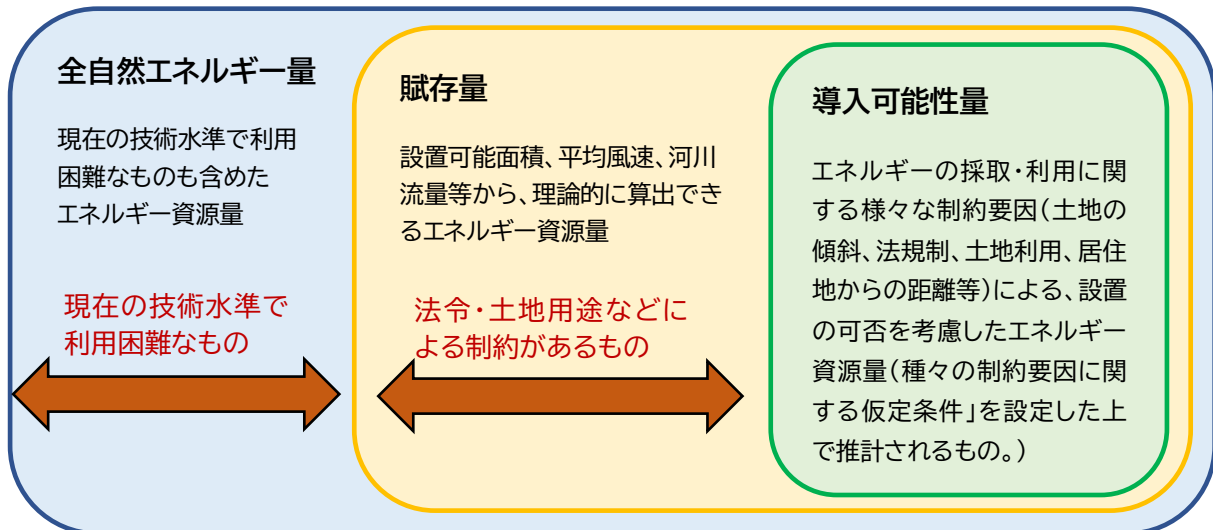 全自然エネルギー量
現在の技術水準で利用
困難なものも含めた
エネルギー資源量
現在の技術水準で
利用困難なもの
賦存量
設置可能面積、平均風速、河川
流量等から、理論的に算出でき
るエネルギー資源量
法令・土地用途などに
よる制約があるもの
導入可能性量
エネルギーの採取・利用に関
する様々な制約要因(土地の
傾斜、法規制、土地利用、居住
地からの距離等)による、設置
の可否を考慮したエネルギー
資源量(種々の制約要因に関
する仮定条件」を設定した上
で推計されるもの。)